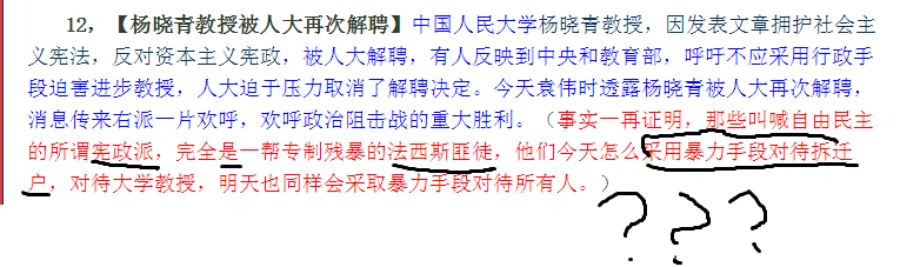 12，【杨晓青教授被人大再次解聘】中国人民大学杨晓青教授，因发表文章拥护社会主
义宪法，反对资本主义宪政，被人大解聘，有人反映到中央和教育部，呼吁不应采用行政手
段迫害进步教授，人大迫于压力取消了解聘决定。今天袁伟时透露杨晓青被人大再次解聘，
消息传来右派一片欢呼，欢呼政治阻击战的重大胜利。（事实一再证明，那些叫喊自由民主
的所谓宪政派，完全是一帮专制残暴的法西斯匪徒，他们今天怎么采用暴力手段对待拆迁
户，对待大学教授，明天也同样会采取暴力手段对待所有人。）
？？？